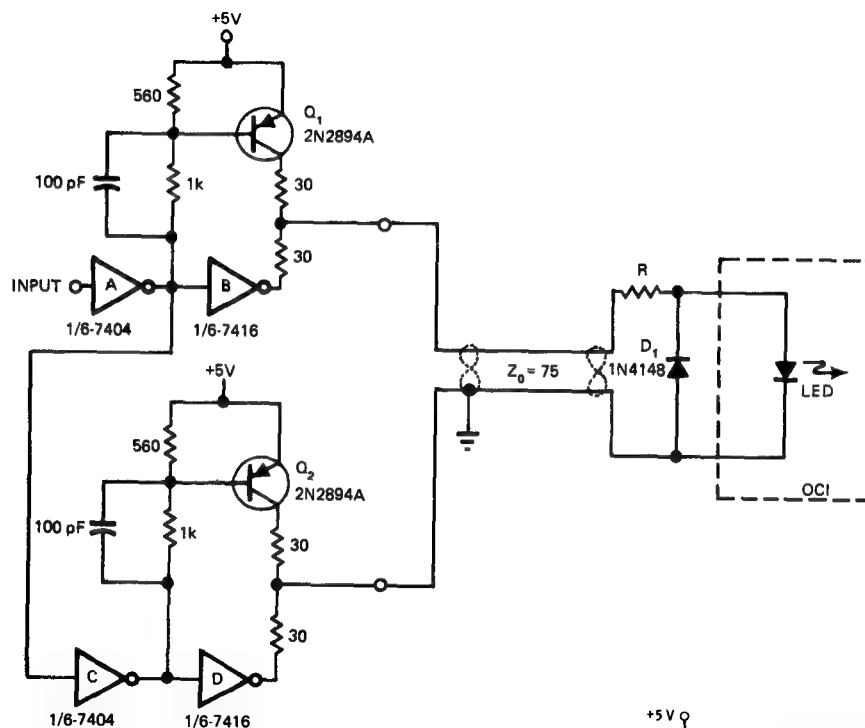 +5V
560
Q1
2N2894A
100 pF
1k
30
30
INPUT
A
B
1/6-7404
1/6-7416
R
D1
1N4148
LED
Z0 = 75
OCI
+5V
560
Q2
2N2894A
100 pF
1k
30
30
C
D
1/6-7404
1/6-7416
+5V